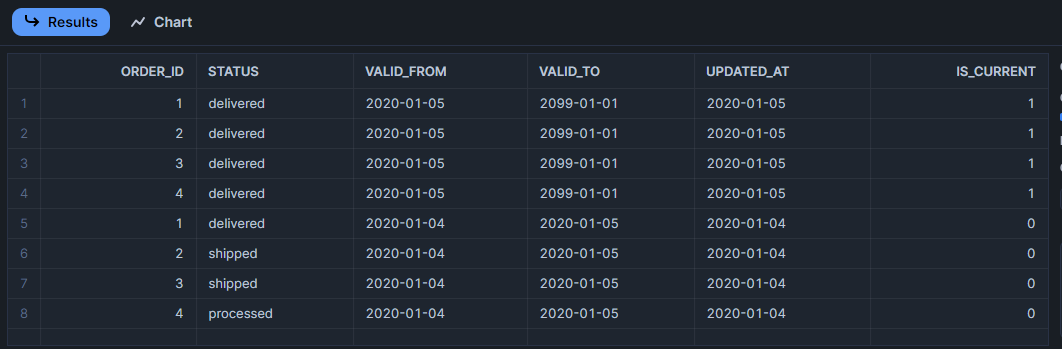 Results Chart
ORDER_ID STATUS VALID_FROM VALID_TO UPDATED_AT IS_CURRENT
1 1 delivered 2020-01-05 2099-01-01 2020-01-05 1
2 2 delivered 2020-01-05 2099-01-01 2020-01-05 1
3 3 delivered 2020-01-05 2099-01-01 2020-01-05 1
4 4 delivered 2020-01-05 2099-01-01 2020-01-05 1
5 1 delivered 2020-01-04 2020-01-05 2020-01-04 0
6 2 shipped 2020-01-04 2020-01-05 2020-01-04 0
7 3 shipped 2020-01-04 2020-01-05 2020-01-04 0
8 4 processed 2020-01-04 2020-01-05 2020-01-04 0